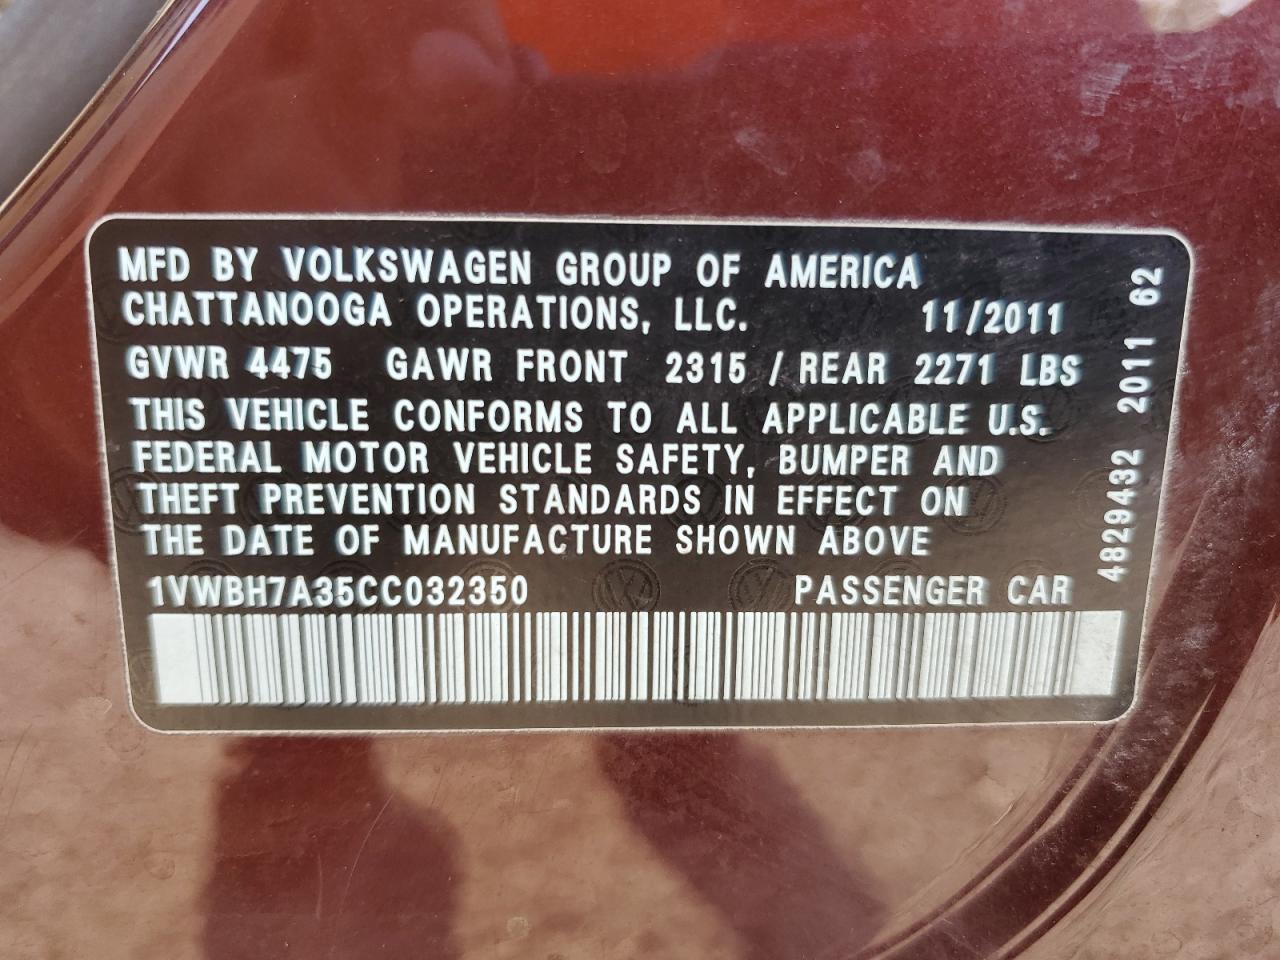 MFD BY VOLKSWAGEN GROUP OF AMERICA
CHATTANOOGA OPERATIONS, LLC. 11/2011
GVWR 4475 GAWR FRONT 2315 / REAR 2271 LBS
THIS VEHICLE CONFORMS TO ALL APPLICABLE U.S.
FEDERAL MOTOR VEHICLE SAFETY, BUMPER AND
THEFT PREVENTION STANDARDS IN EFFECT ON
THE DATE OF MANUFACTURE SHOWN ABOVE
1VWBH7A35CC032350 PASSENGER CAR
4829432 2011 62